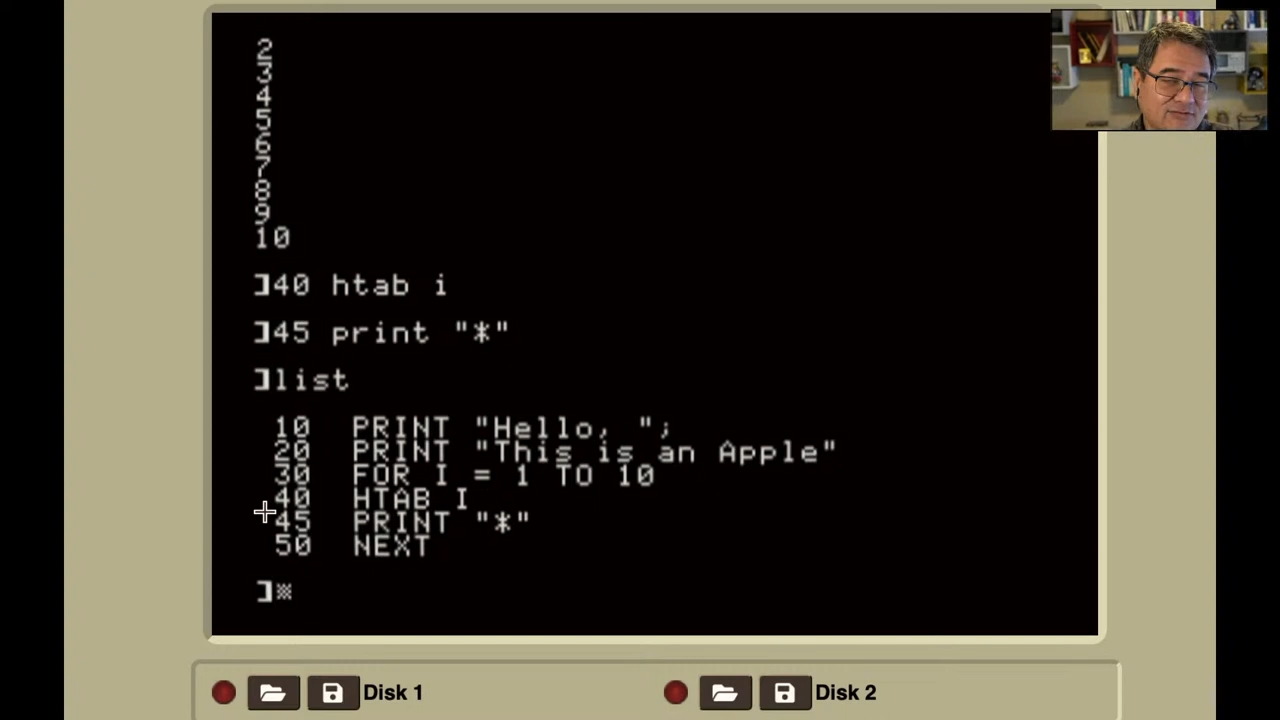 2
3
4
5
6
7
8
9
10
]40 htab i
]45 print "*"
]list
10 PRINT "Hello, ";
20 PRINT "This is an Apple"
30 FOR I = 1 TO 10
40 HTAB I
45 PRINT "*"
50 NEXT
]
Disk 1
Disk 2